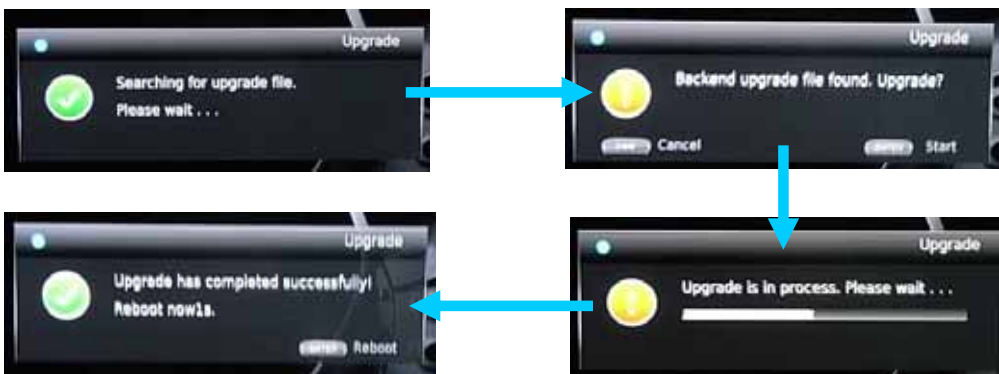 Upgrade
Searching for upgrade file.
Please wait . . .
Upgrade
Backend upgrade file found. Upgrade?
Cancel
Start
Upgrade
Upgrade is in process. Please wait . . .
Upgrade
Upgrade has completed successfully!
Reboot now1s.
ENTER Reboot